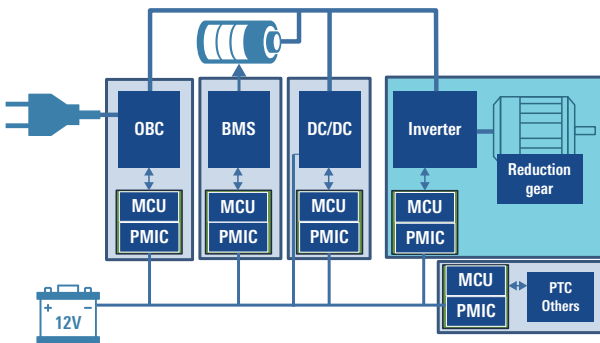 OBC
BMS
DC/DC
Inverter
Reduction
gear
MCU
PMIC
MCU
PMIC
MCU
PMIC
MCU
PMIC
MCU
PMIC
PTC
Others
+ −
12V